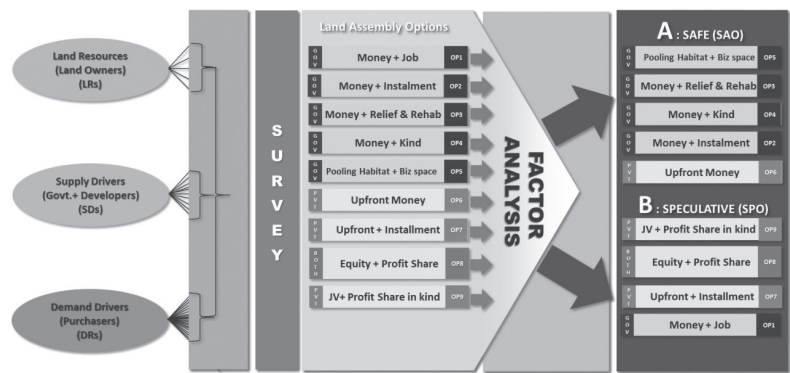 Land Resources
(Land Owners)
(LRs)
Supply Drivers
(Govt.+ Developers)
(SDs)
Demand Drivers
(Purchasers)
(DRs)
SURVEY
Land Assembly Options
GOV Money + Job OP1
GOV Money + Instalment OP2
GOV Money + Relief & Rehab OP3
GOV Money + Kind OP4
GOV Pooling Habitat + Biz space OP5
PVT Upfront Money OP6
PVT Upfront + Installment OP7
BOTH Equity + Profit Share OP8
PVT JV+ Profit Share in kind OP9
FACTOR
ANALYSIS
A : SAFE (SAO)
GOV Pooling Habitat + Biz space OP5
GOV Money + Relief & Rehab OP3
GOV Money + Kind OP4
GOV Money + Instalment OP2
PVT Upfront Money OP6
B : SPECULATIVE (SPO)
PVT JV + Profit Share in kind OP9
BOTH Equity + Profit Share OP8
PVT Upfront + Installment OP7
GOV Money + Job OP1